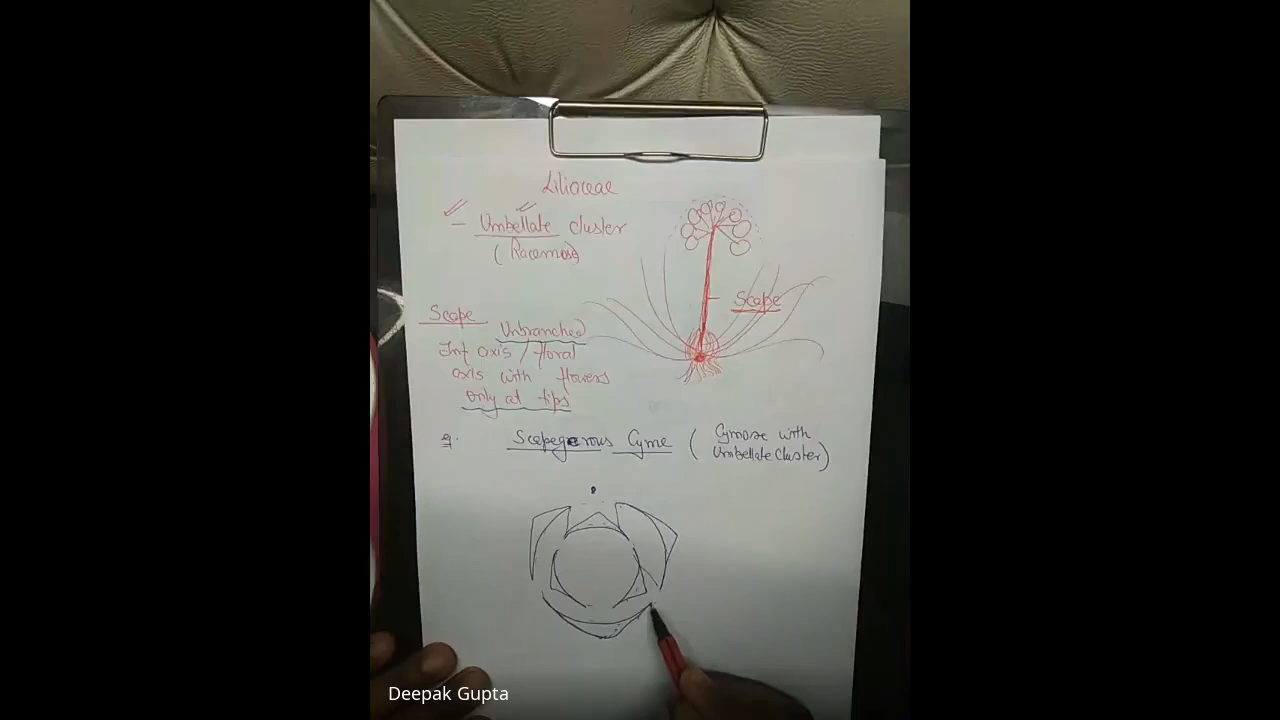 Liliaceae
- Umbellate cluster
( Racemose)
Scape
Scape Unbranched
Inf axis / floral
axis with flowers
only at tips
eg. Scapegerous Cyme ( Cymose with
Umbellate cluster)
Deepak Gupta